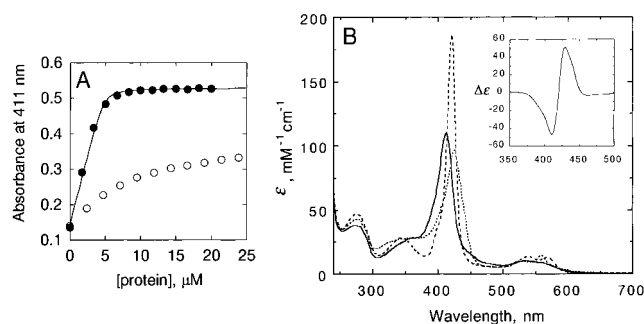 A
Absorbance at 411 nm
0.6
0.5
0.4
0.3
0.2
0.1
0 5 10 15 20 25
[protein], μM
B
ε , mM⁻¹ cm⁻¹
200
150
100
50
0
300 400 500 600 700
Wavelength, nm
Δε
60
40
20
0
-20
-40
-60
350 400 450 500